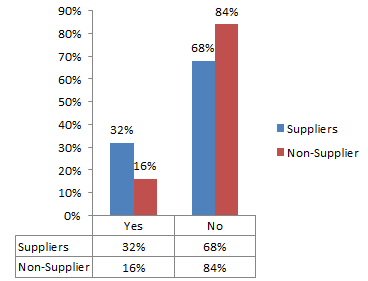 90%
80%
70%
60%
50%
40%
30%
20%
10%
0%
32%
16%
68%
84%
Yes No
Suppliers 32% 68%
Non-Supplier 16% 84%
Suppliers
Non-Supplier